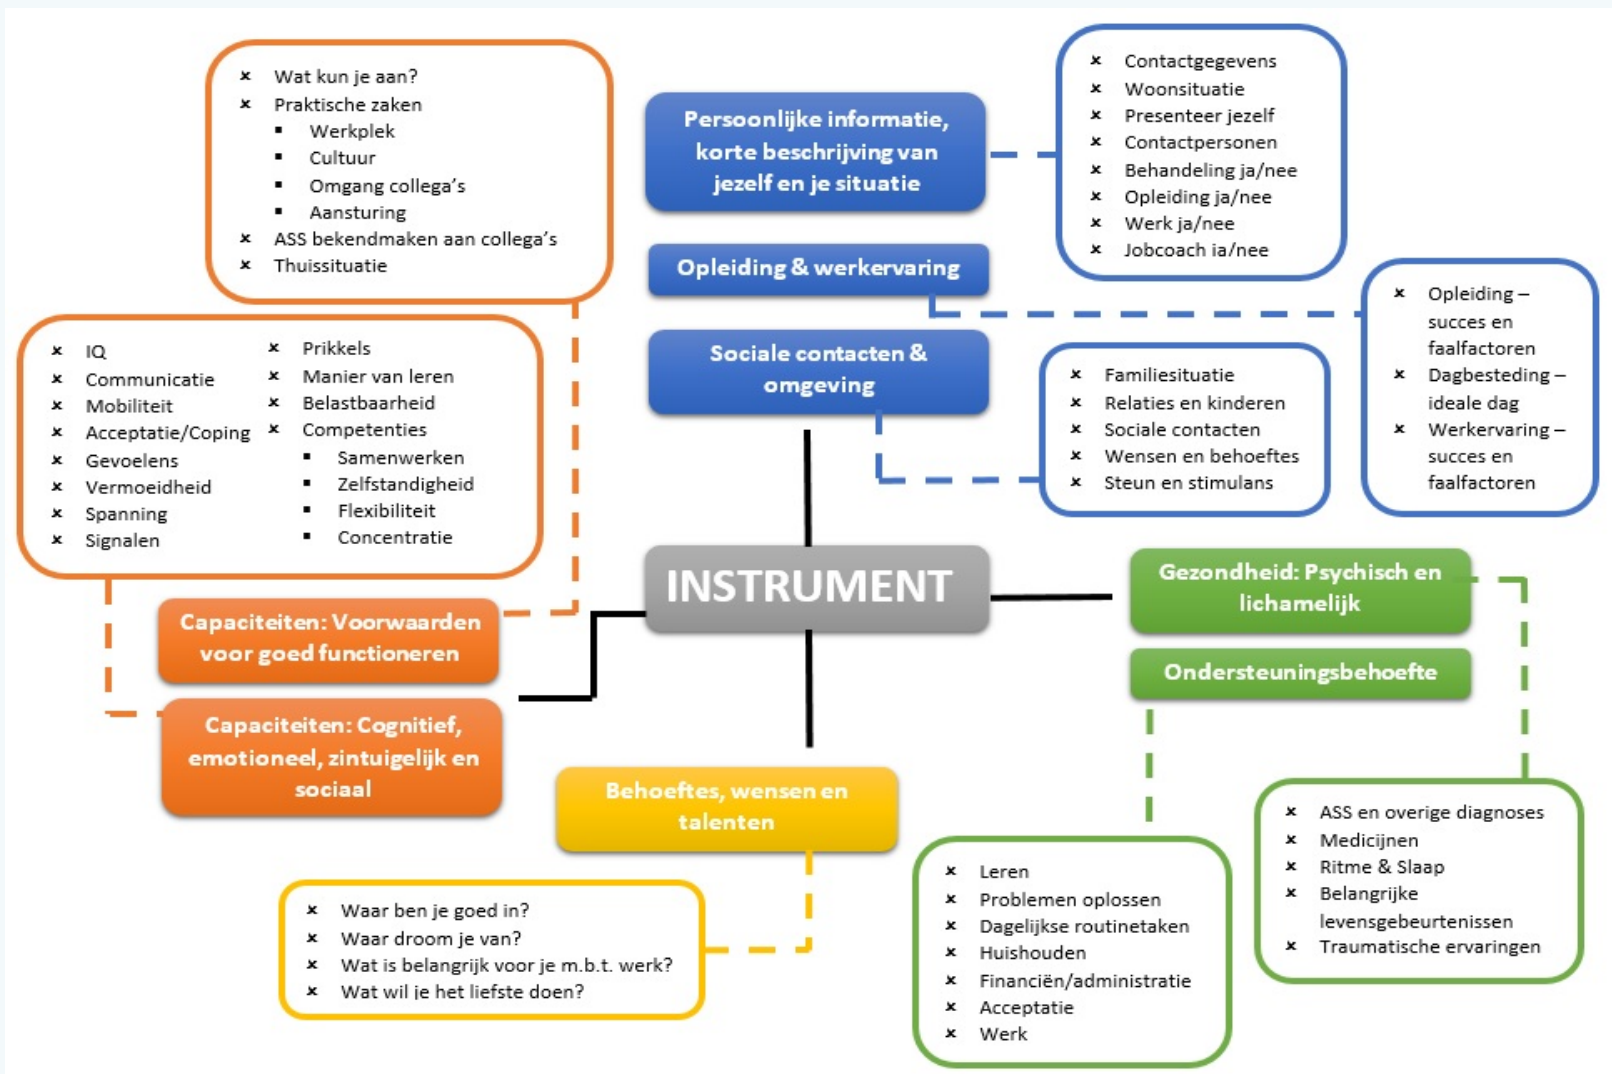 Wat kun je aan?
Praktische zaken
Werkplek
Cultuur
Omgang collega's
Aansturing
ASS bekendmaken aan collega's
Thuissituatie
Persoonlijke informatie,
korte beschrijving van
jezelf en je situatie
Contactgegevens
Woonsituatie
Presenteer jezelf
Contactpersonen
Behandeling ja/nee
Opleiding ja/nee
Werk ja/nee
Jobcoach ja/nee
Opleiding & werkervaring
Opleiding –
succes en
faalfactoren
Dagbesteding –
ideale dag
Werkervaring –
succes en
faalfactoren
Sociale contacten &
omgeving
Familiesituatie
Relaties en kinderen
Sociale contacten
Wensen en behoeftes
Steun en stimulans
IQ
Communicatie
Mobiliteit
Acceptatie/Coping
Gevoelens
Vermoeidheid
Spanning
Signalen
Prikkels
Manier van leren
Belastbaarheid
Competenties
Samenwerken
Zelfstandigheid
Flexibiliteit
Concentratie
INSTRUMENT
Capaciteiten: Voorwaarden
voor goed functioneren
Capaciteiten: Cognitief,
emotioneel, zintuigelijk en
sociaal
Gezondheid: Psychisch en
lichamelijk
Ondersteuningsbehoefte
Behoeftes, wensen en
talenten
Waar ben je goed in?
Waar droom je van?
Wat is belangrijk voor je m.b.t. werk?
Wat wil je het liefste doen?
Leren
Problemen oplossen
Dagelijkse routinetaken
Huishouden
Financiën/administratie
Acceptatie
Werk
ASS en overige diagnoses
Medicijnen
Ritme & Slaap
Belangrijke
levensgebeurtenissen
Traumatische ervaringen